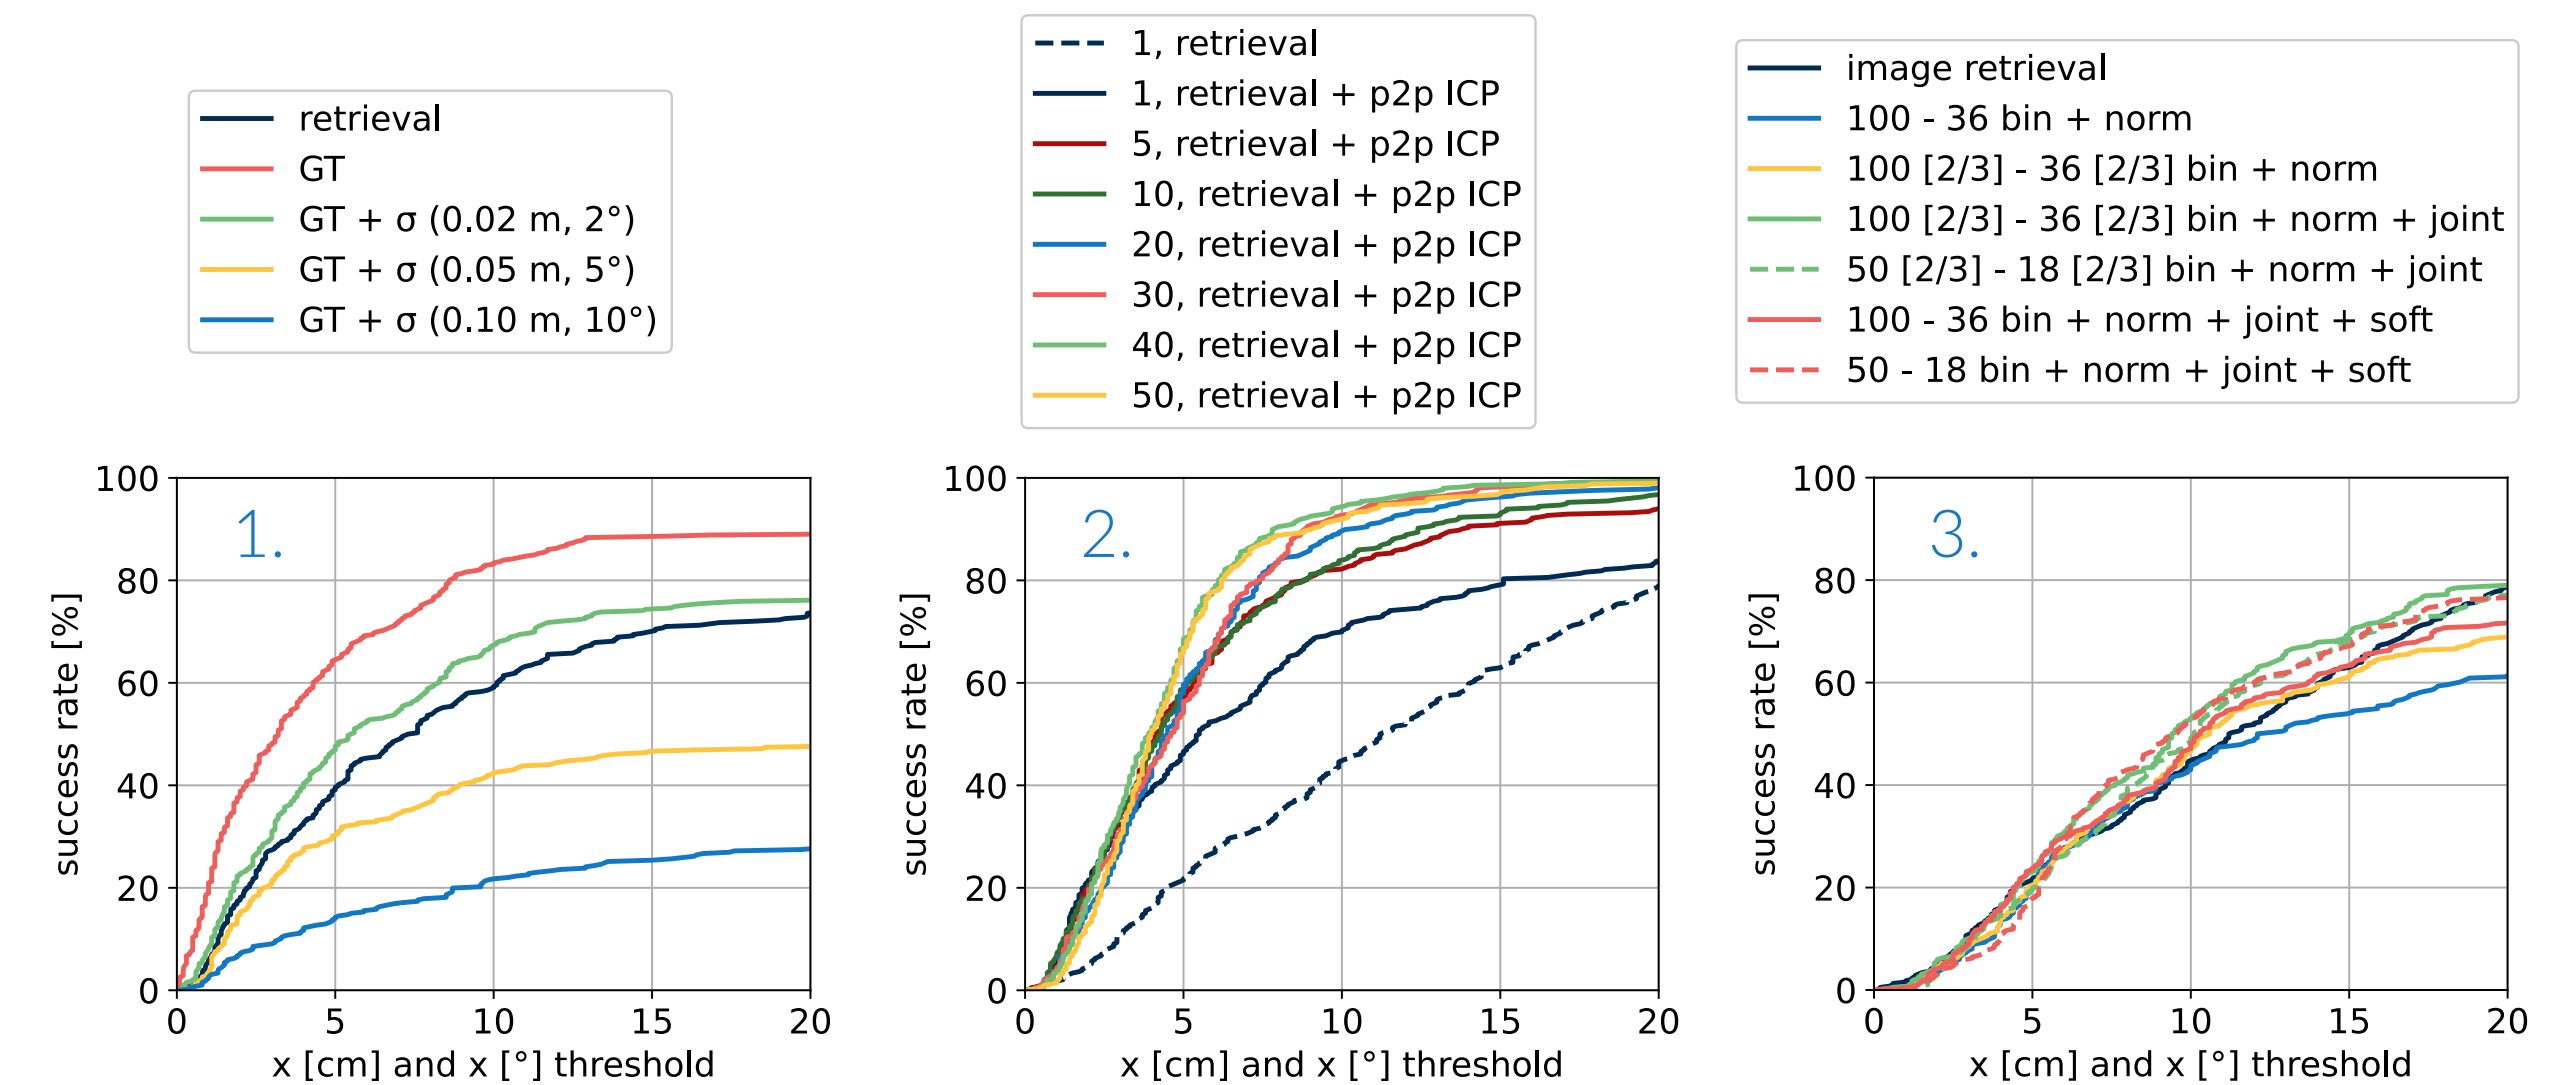 retrieval
GT
GT + σ (0.02 m, 2°)
GT + σ (0.05 m, 5°)
GT + σ (0.10 m, 10°)
1, retrieval
1, retrieval + p2p ICP
5, retrieval + p2p ICP
10, retrieval + p2p ICP
20, retrieval + p2p ICP
30, retrieval + p2p ICP
40, retrieval + p2p ICP
50, retrieval + p2p ICP
image retrieval
100 - 36 bin + norm
100 [2/3] - 36 [2/3] bin + norm
100 [2/3] - 36 [2/3] bin + norm + joint
50 [2/3] - 18 [2/3] bin + norm + joint
100 - 36 bin + norm + joint + soft
50 - 18 bin + norm + joint + soft
1.
success rate [%]
100
80
60
40
20
0
0 5 10 15 20
x [cm] and x [°] threshold
2.
success rate [%]
100
80
60
40
20
0
0 5 10 15 20
x [cm] and x [°] threshold
3.
success rate [%]
100
80
60
40
20
0
0 5 10 15 20
x [cm] and x [°] threshold